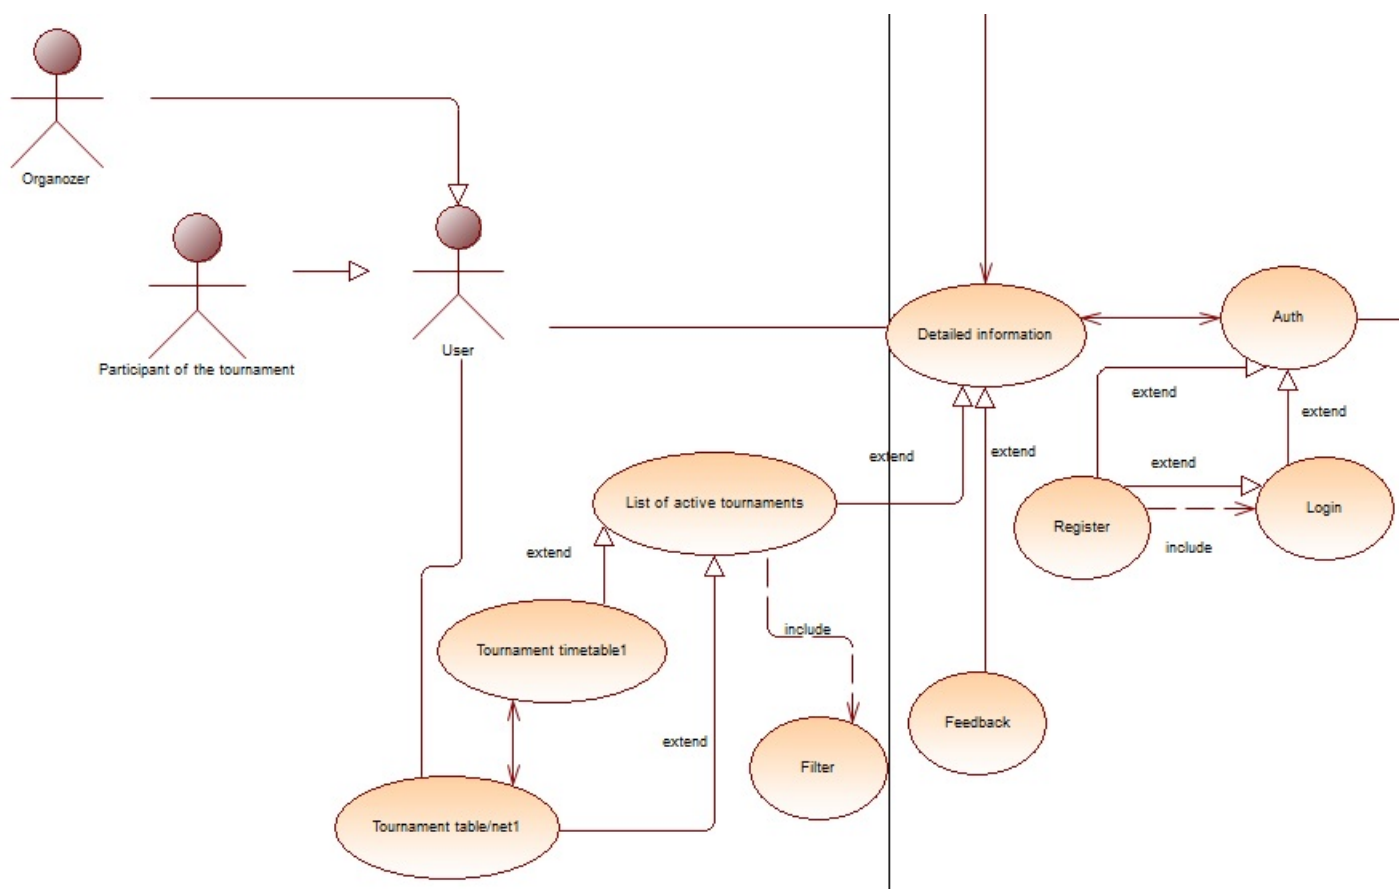 Organozer
Participant of the tournament
User
Detailed information
Auth
extend
extend
extend
extend
extend
List of active tournaments
Register
Login
include
extend
Tournament timetable1
include
extend
Feedback
Filter
Tournament table/net1